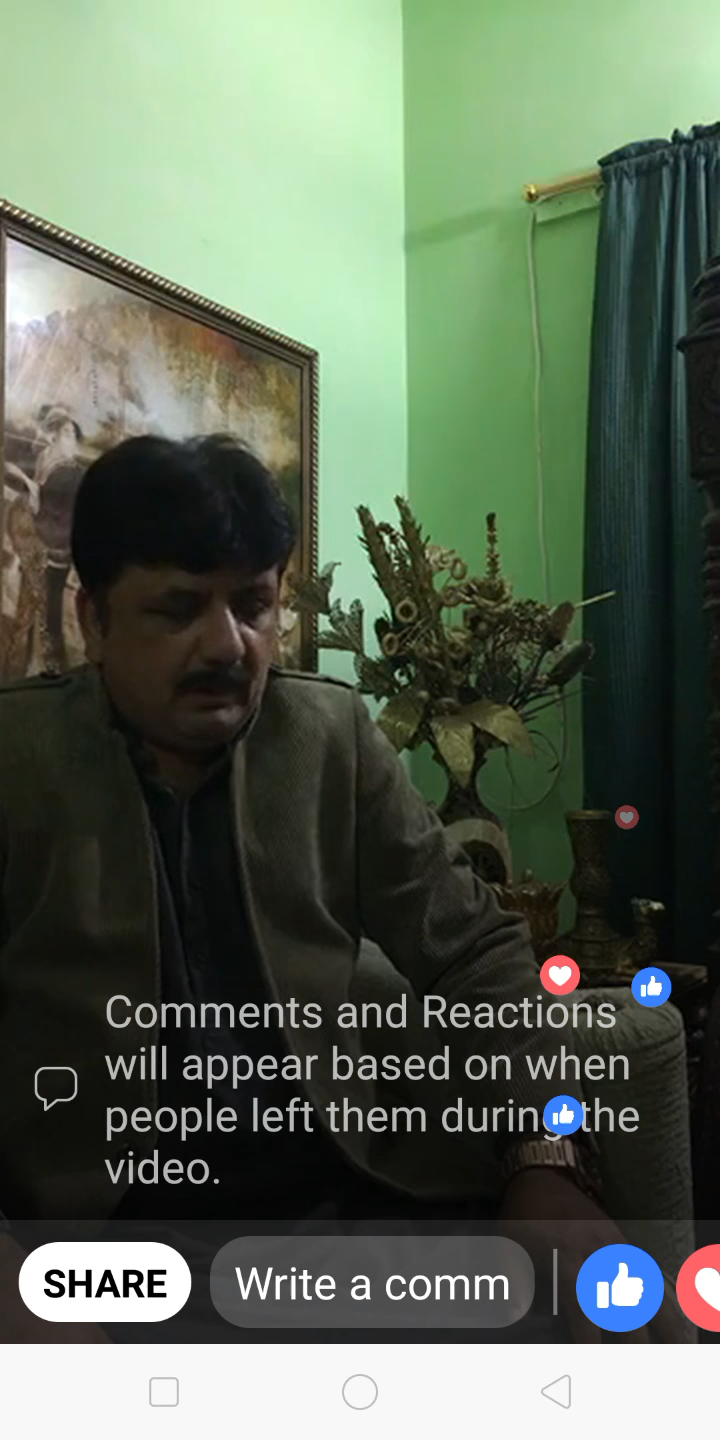 Comments and Reactions
will appear based on when
people left them during the
video.
SHARE
Write a comm